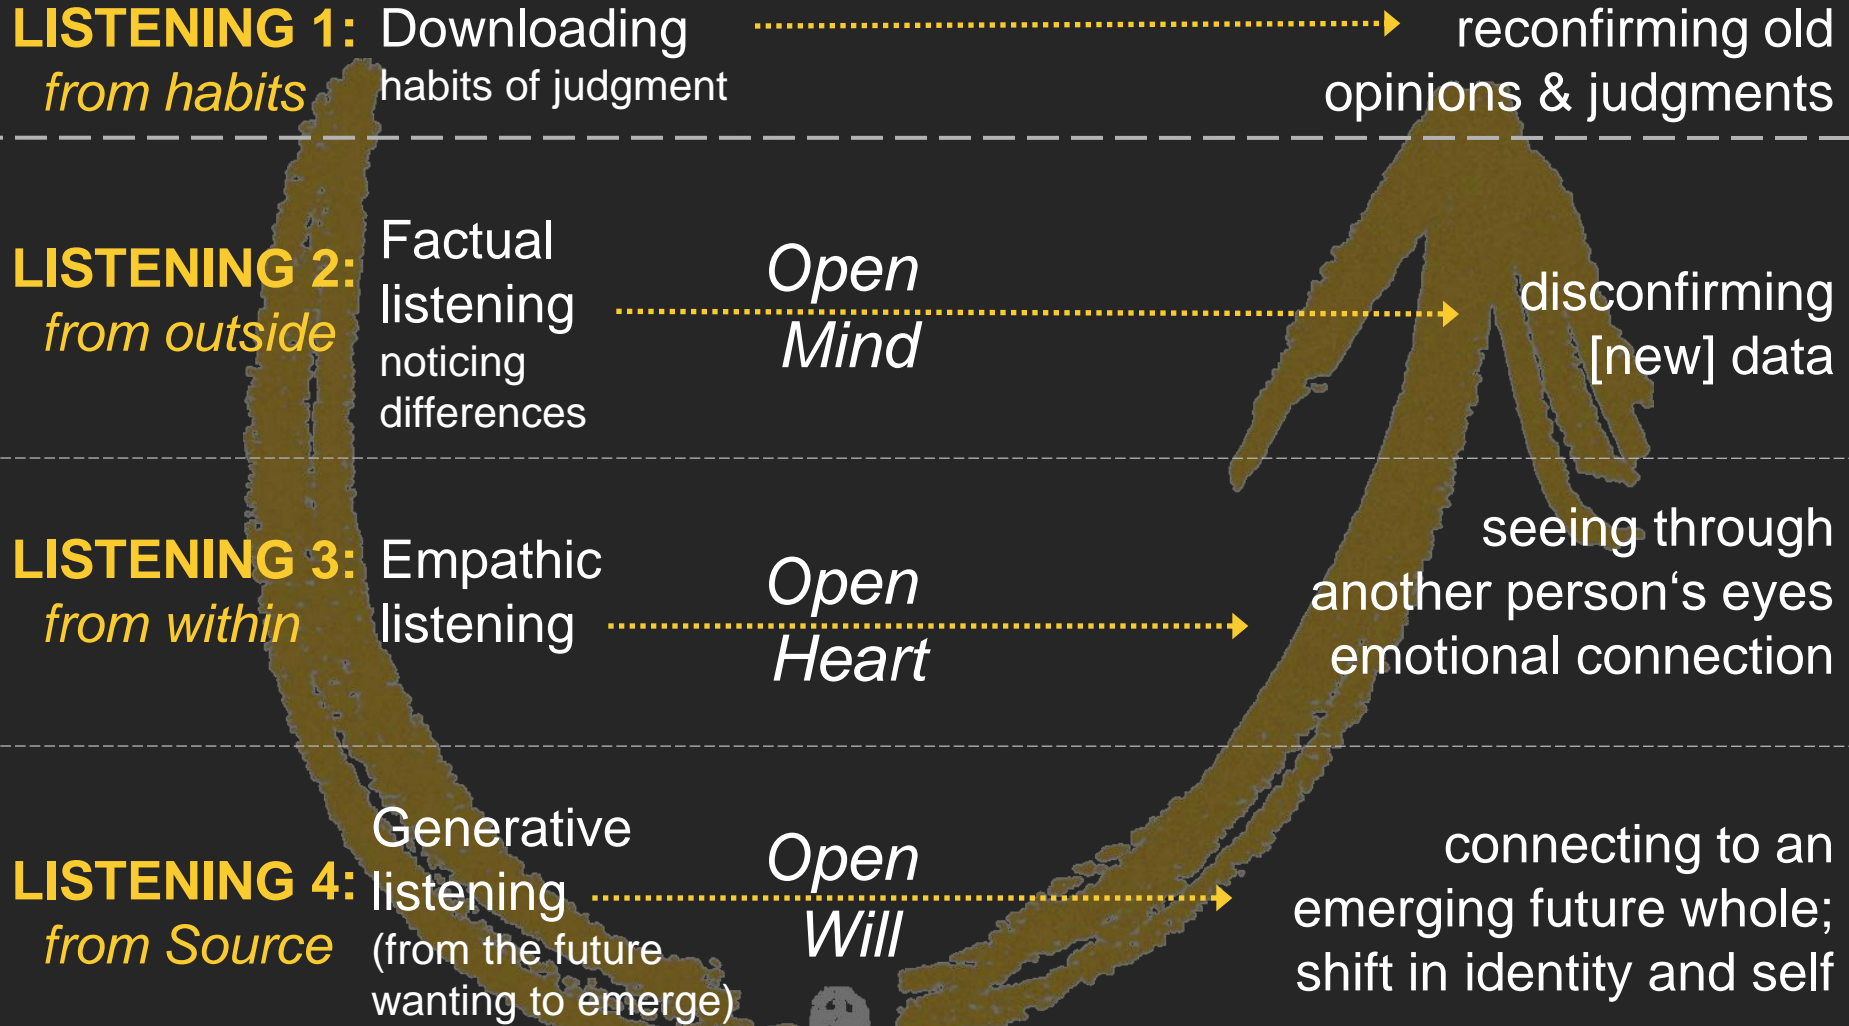 LISTENING 1: Downloading reconfirming old
from habits habits of judgment opinions & judgments
LISTENING 2:
from outside
Factual
listening
noticing
differences
Open
Mind
disconfirming
[new] data
LISTENING 3:
from within
Empathic
listening
Open
Heart
seeing through
another person‘s eyes
emotional connection
LISTENING 4:
from Source
Generative
listening
(from the future
wanting to emerge)
Open
Will
connecting to an
emerging future whole;
shift in identity and self